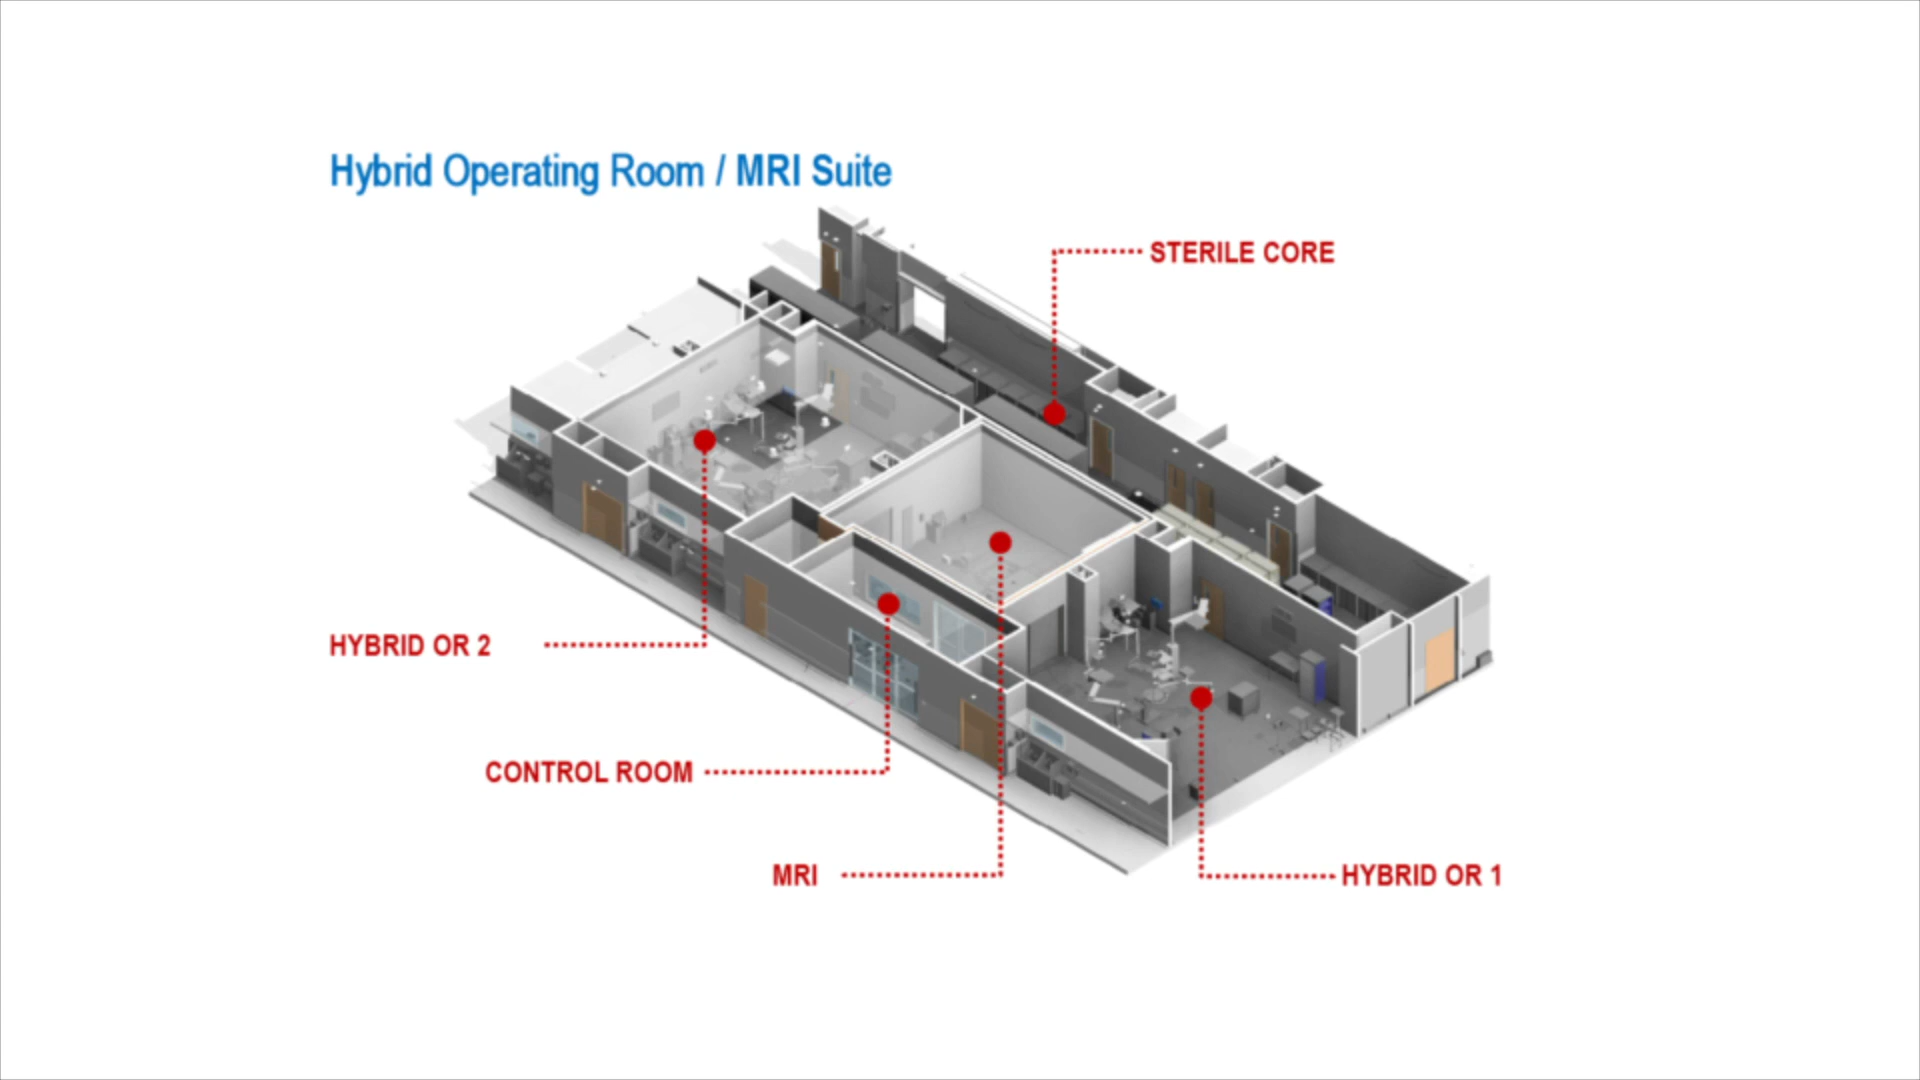 Hybrid Operating Room / MRI Suite
STERILE CORE
HYBRID OR 2
CONTROL ROOM
MRI
HYBRID OR 1